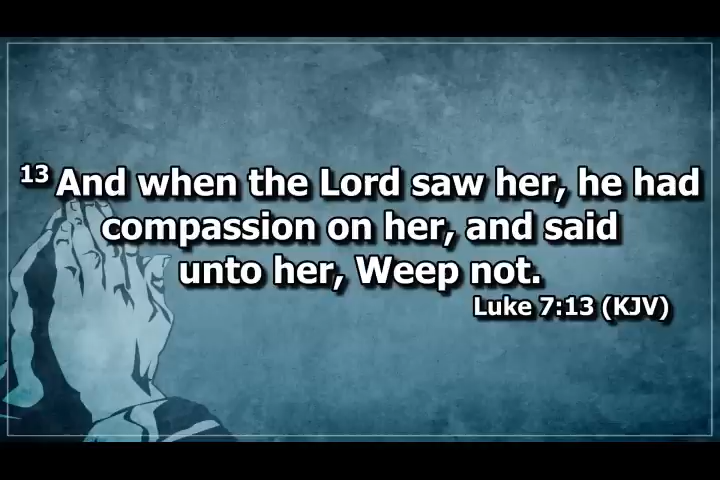 13 And when the Lord saw her, he had
compassion on her, and said
unto her, Weep not.
Luke 7:13 (KJV)